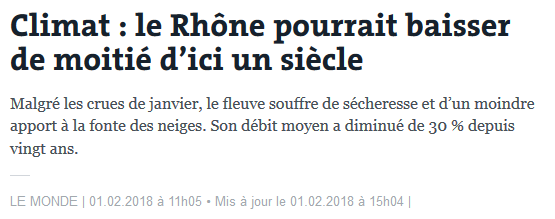 Climat : le Rhône pourrait baisser
de moitié d’ici un siècle
Malgré les crues de janvier, le fleuve souffre de sécheresse et d’un moindre
apport à la fonte des neiges. Son débit moyen a diminué de 30 % depuis
vingt ans.
LE MONDE | 01.02.2018 à 11h05 • Mis à jour le 01.02.2018 à 15h04 |